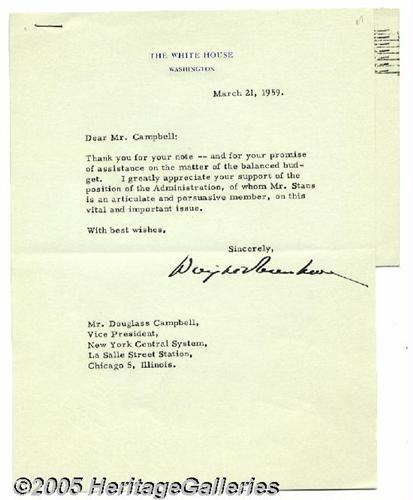 THE WHITE HOUSE
WASHINGTON
March 21, 1959.
Dear Mr. Campbell:
Thank you for your note -- and for your promise
of assistance on the matter of the balanced bud-
get. I greatly appreciate your support of the
position of the Administration, of whom Mr. Stans
is an articulate and persuasive member, on this
vital and important issue.
With best wishes,
Sincerely,
Dwight Eisenhower
Mr. Douglass Campbell,
Vice President,
New York Central System,
La Salle Street Station,
Chicago 5, Illinois.
©2005 HeritageGalleries